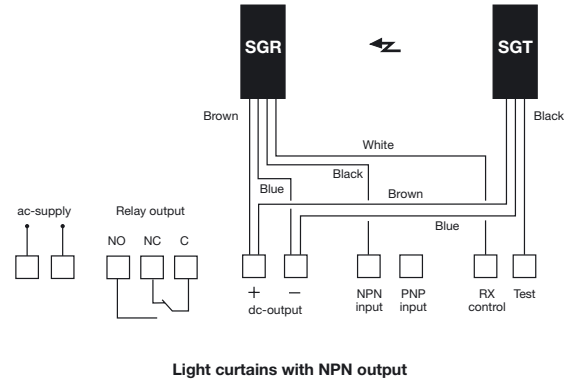 SGR
SGT
Brown
Black
White
Black
Blue
Brown
Blue
ac-supply
Relay output
NO
NC
C
+
−
NPN
input
PNP
input
RX
control
Test
dc-output
Light curtains with NPN output